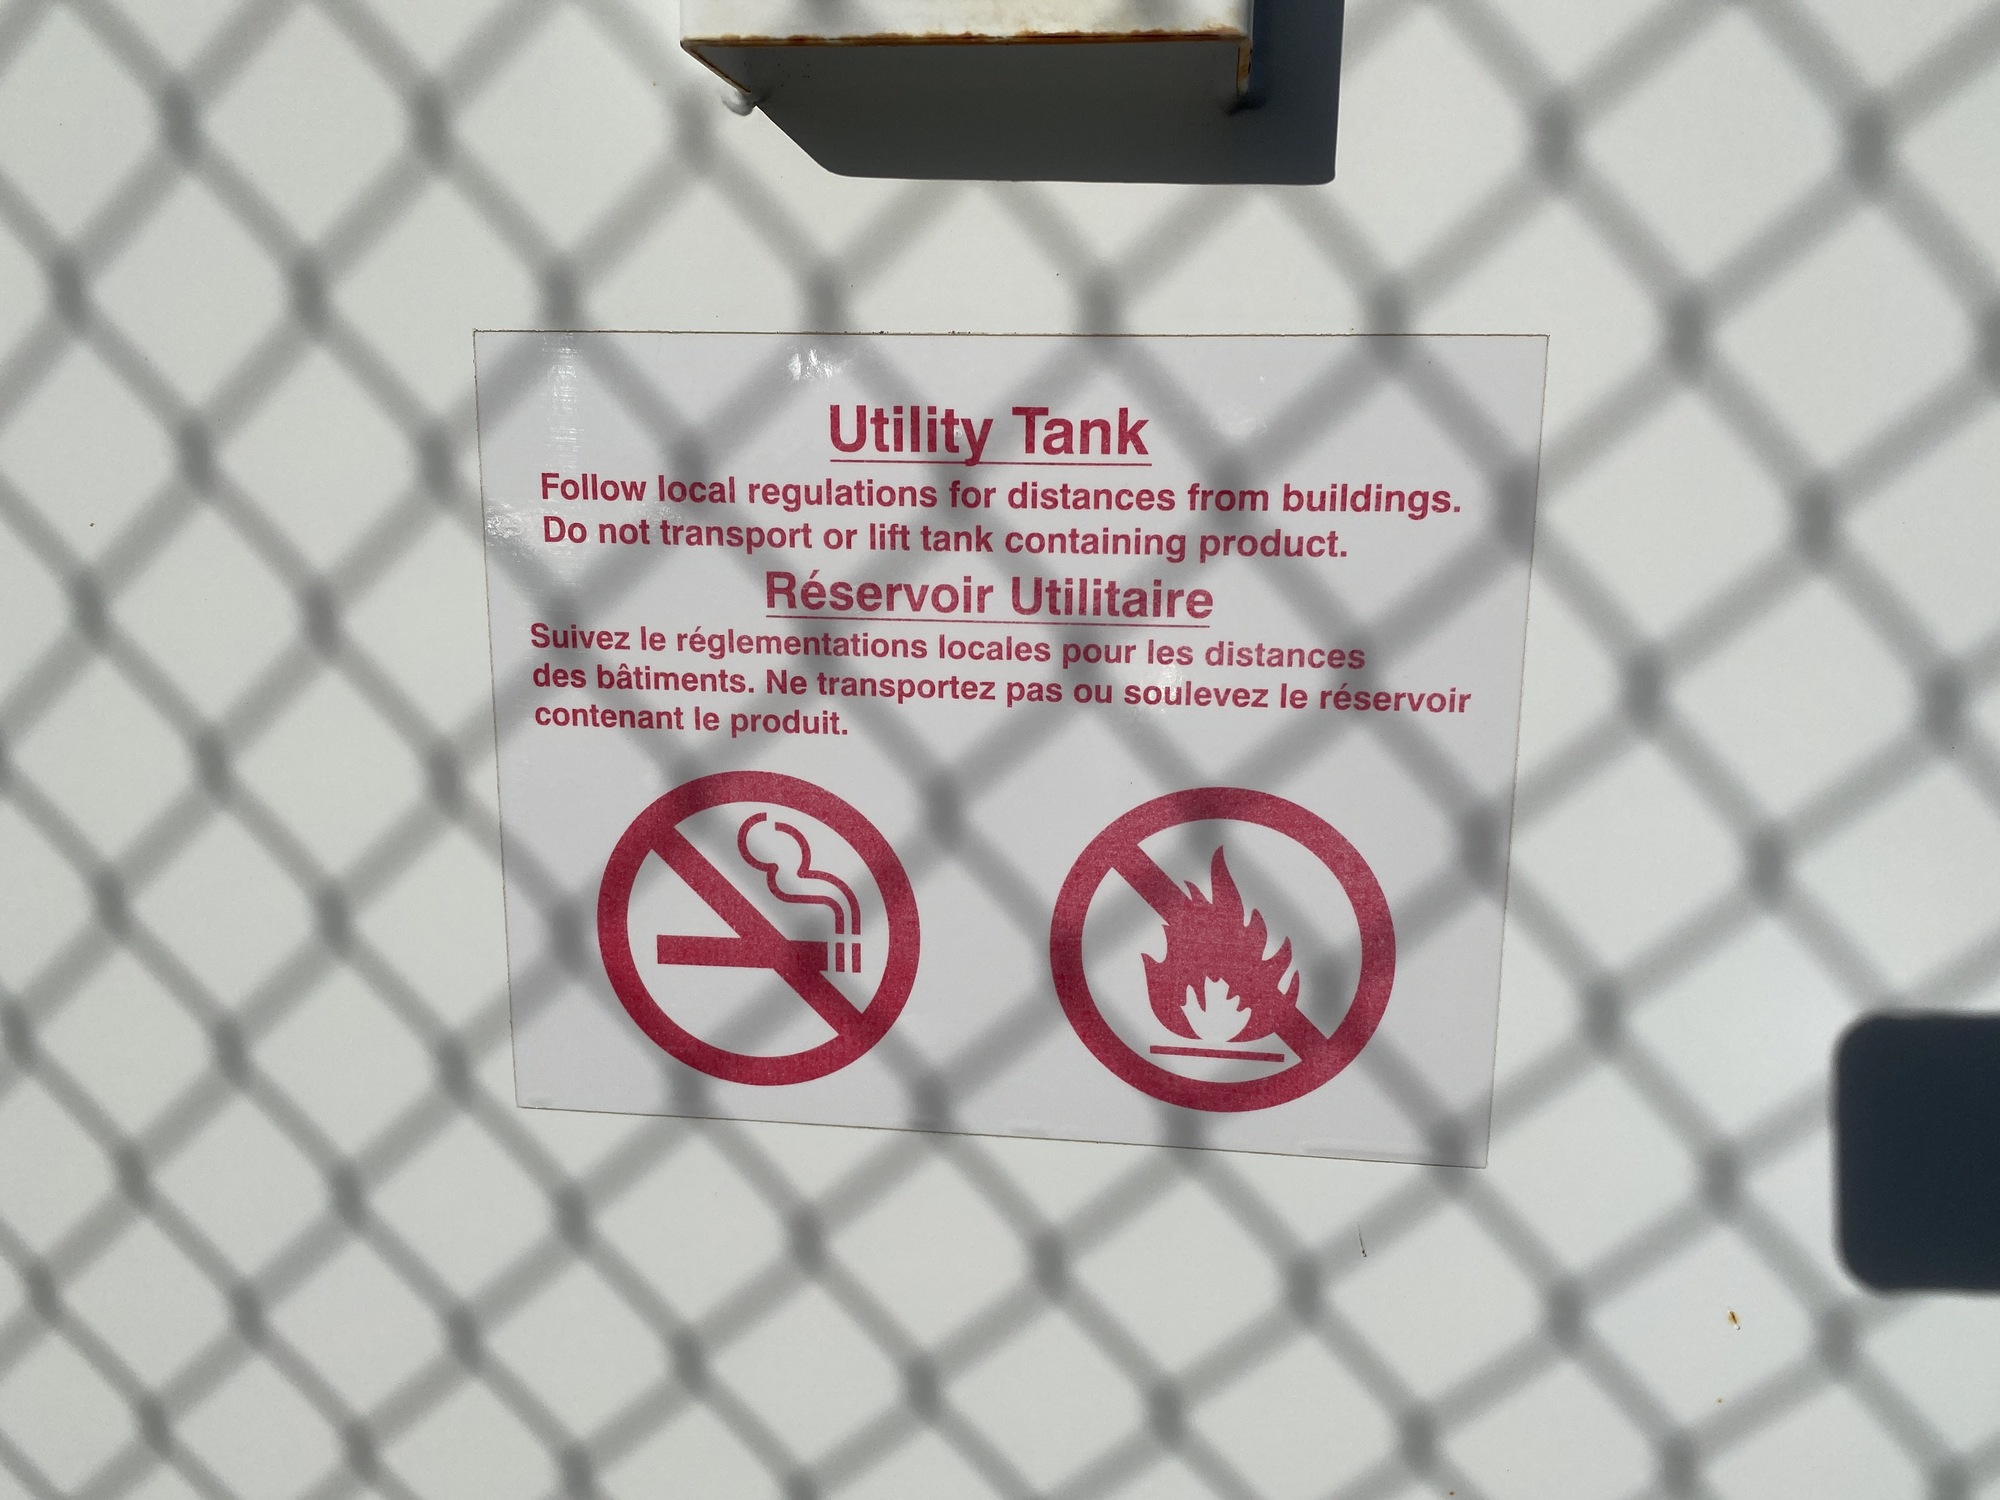 Utility Tank
Follow local regulations for distances from buildings.
Do not transport or lift tank containing product.
Réservoir Utilitaire
Suivez le réglementations locales pour les distances
des bâtiments. Ne transportez pas ou soulevez le réservoir
contenant le produit.